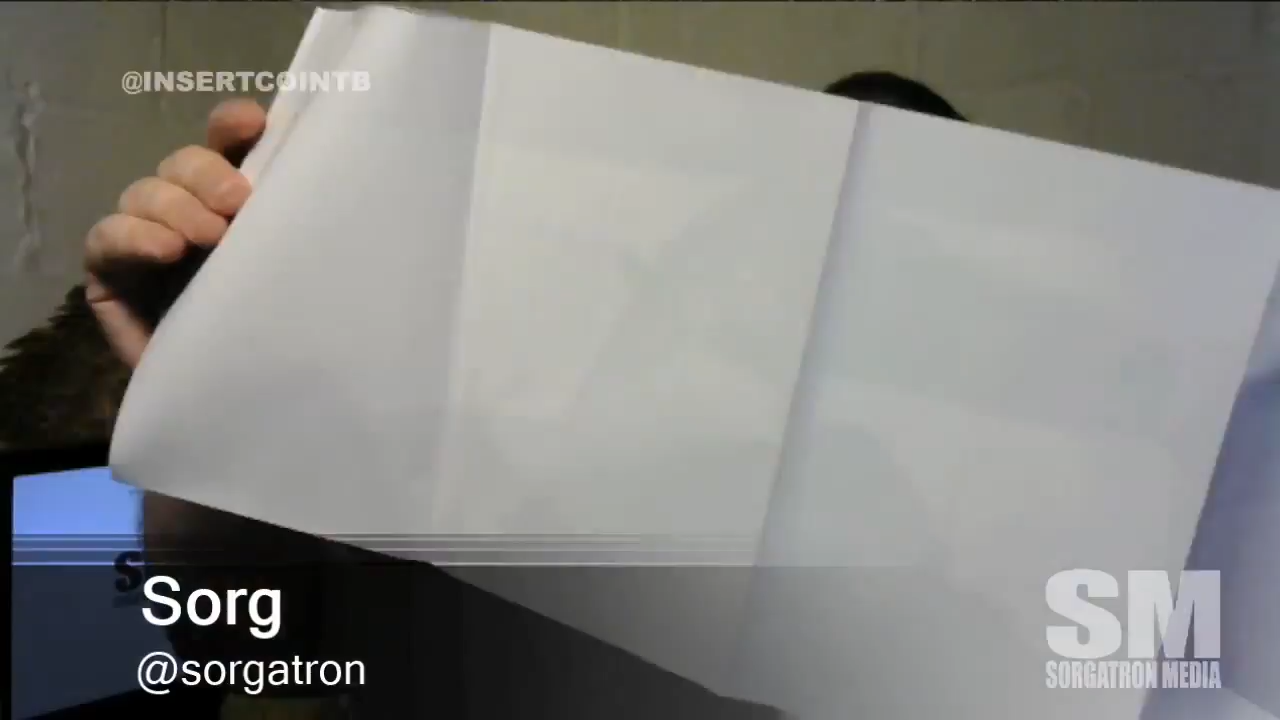 @INSERTCOINTB
S
Sorg
@sorgatron
SM
SORGATRON MEDIA